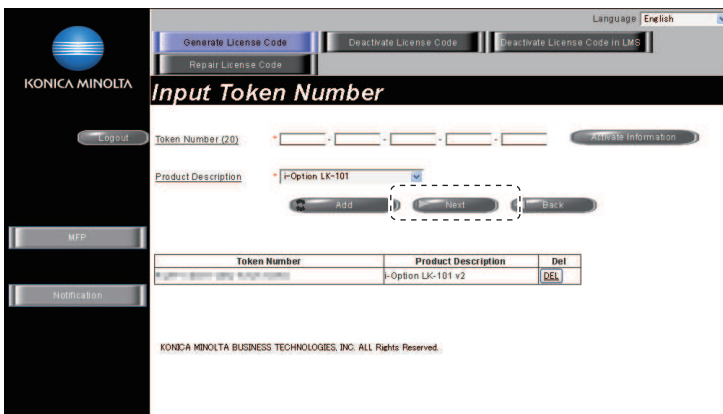 Language English
Generate License Code Deactivate License Code Deactivate License Code in LMS
Repair License Code
KONICA MINOLTA
Input Token Number
Logout
Token Number (20) * - - - - Activate Information
Product Description * i-Option LK-101
Add Next Back
MFP
Token Number Product Description Del
i-Option LK-101 v2 DEL
Notification
KONICA MINOLTA BUSINESS TECHNOLOGIES, INC. ALL Rights Reserved.